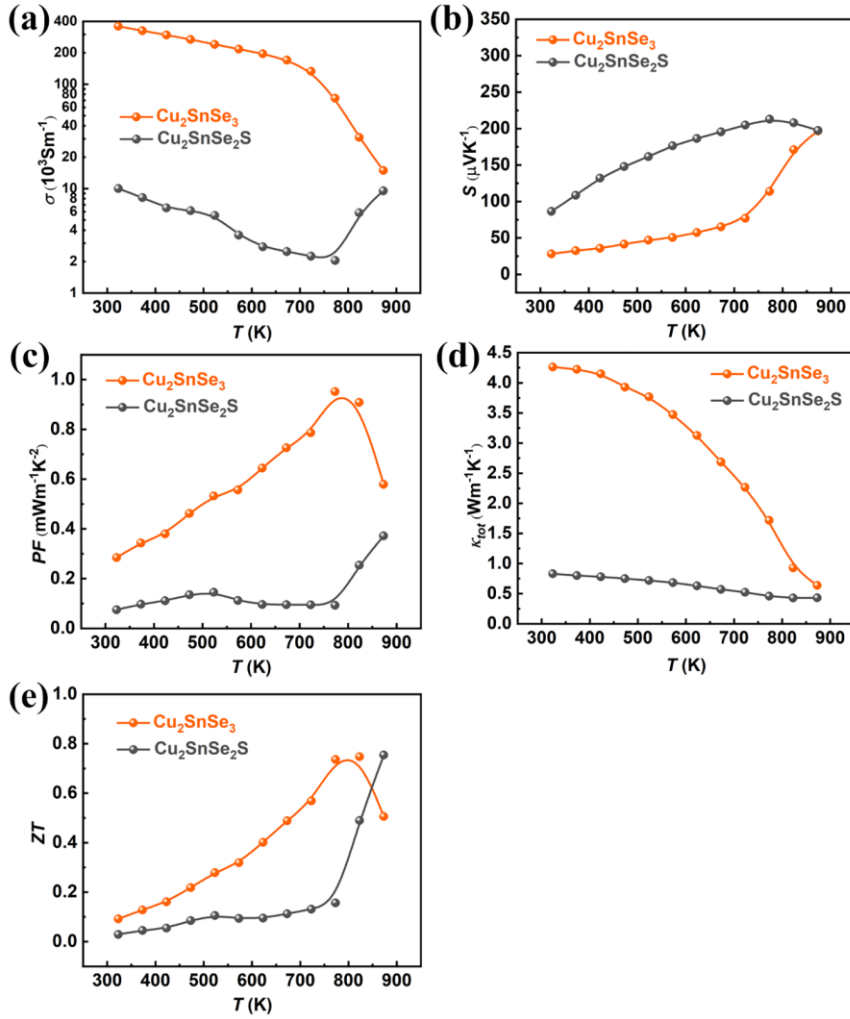 (a)
400
200
100
80
60
40
20
10
8
6
4
2
1
σ (10³Sm⁻¹)
Cu₂SnSe₃
Cu₂SnSe₂S
300 400 500 600 700 800 900
T (K)
(b)
350
300
250
200
150
100
50
0
S (μVK⁻¹)
Cu₂SnSe₃
Cu₂SnSe₂S
300 400 500 600 700 800 900
T (K)
(c)
1.0
0.8
0.6
0.4
0.2
0.0
PF (mWm⁻¹K⁻²)
Cu₂SnSe₃
Cu₂SnSe₂S
300 400 500 600 700 800 900
T (K)
(d)
4.5
4.0
3.5
3.0
2.5
2.0
1.5
1.0
0.5
0.0
κtot (Wm⁻¹K⁻¹)
Cu₂SnSe₃
Cu₂SnSe₂S
300 400 500 600 700 800 900
T (K)
(e)
1.0
0.8
0.6
0.4
0.2
0.0
ZT
Cu₂SnSe₃
Cu₂SnSe₂S
300 400 500 600 700 800 900
T (K)